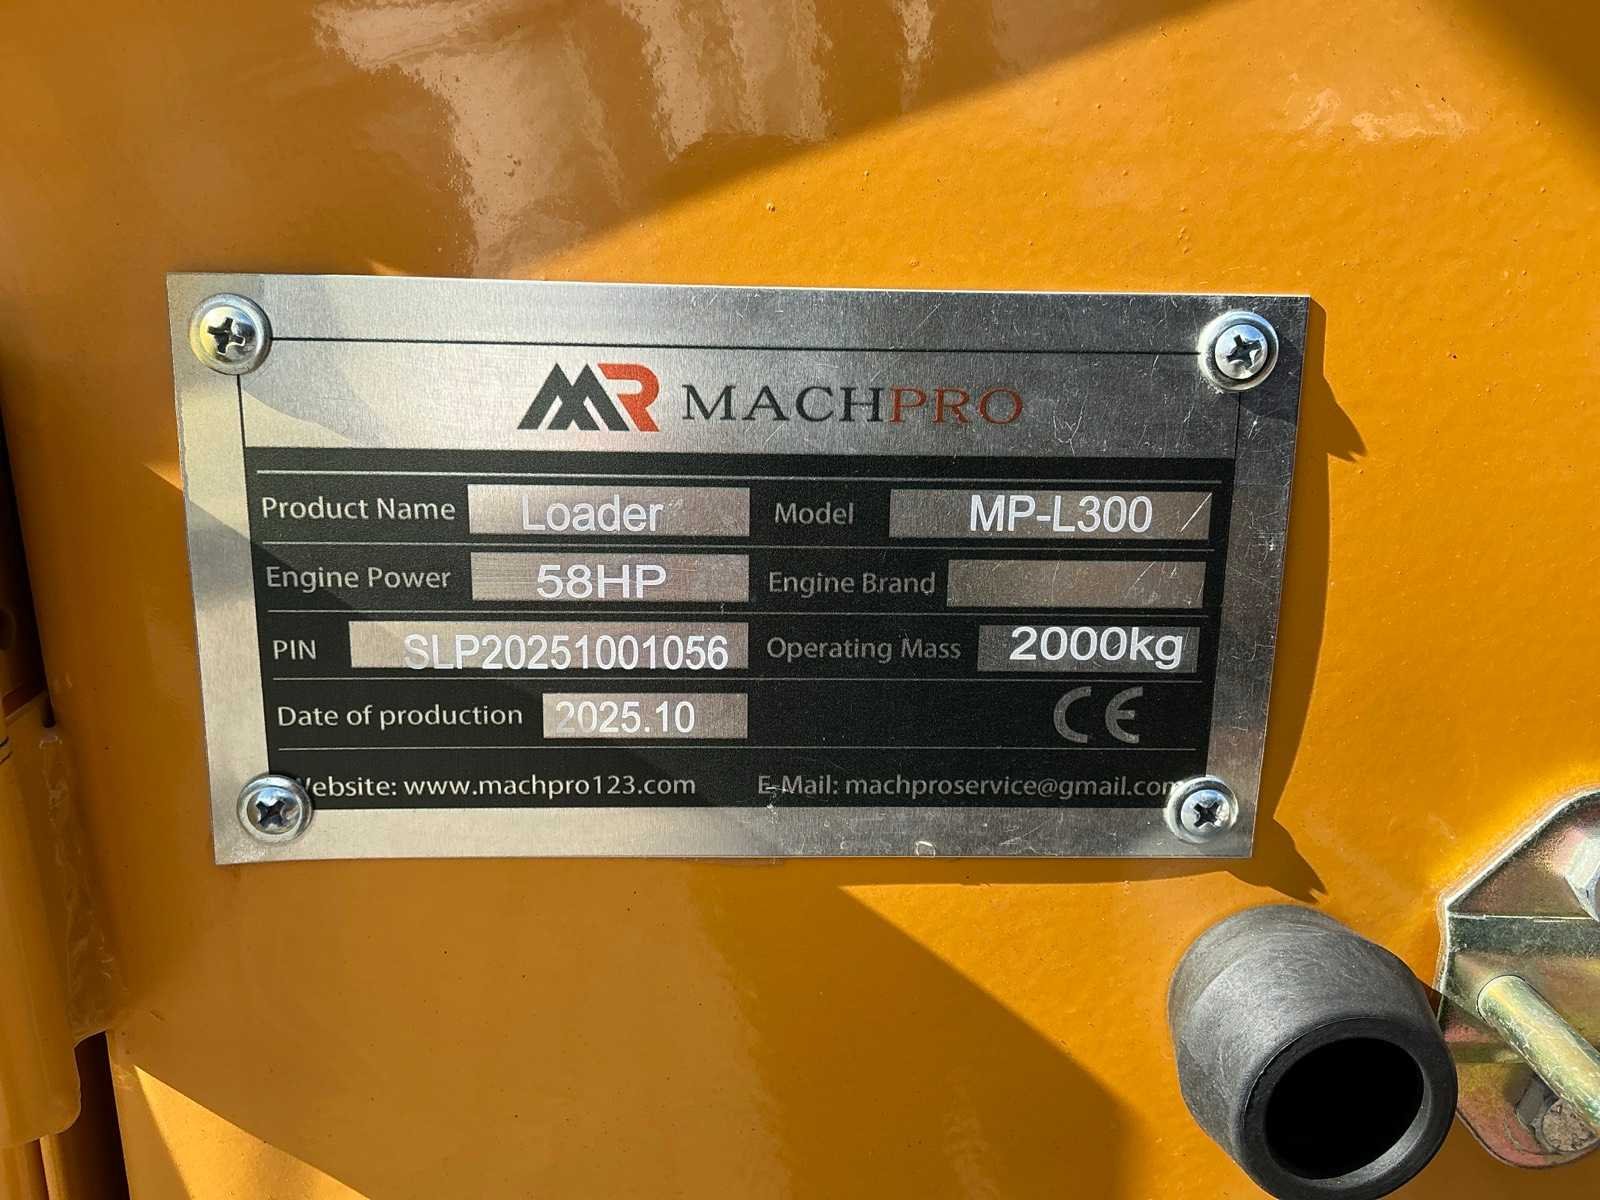 MR MACHPRO
Product Name Loader Model MP-L300
Engine Power 58HP Engine Brand
PIN SLP20251001056 Operating Mass 2000kg
Date of production 2025.10 CE
Website: www.machpro123.com E-Mail: machproservice@gmail.com